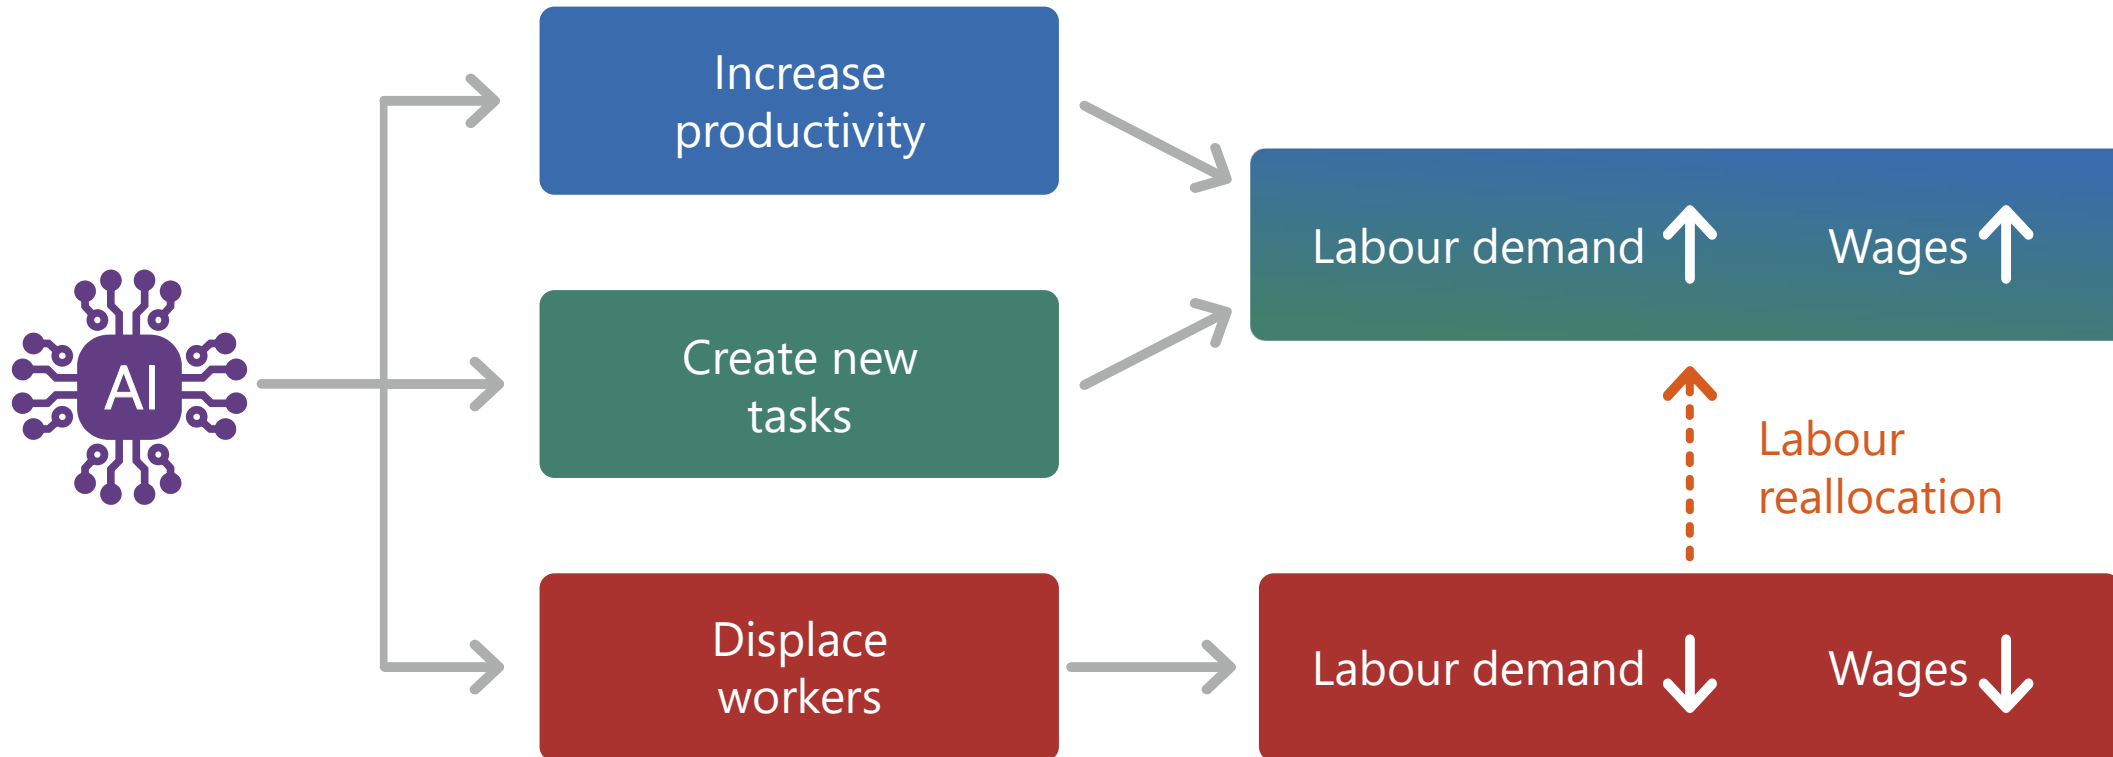 Increase
productivity
Labour demand
Wages
AI
Create new
tasks
Labour
reallocation
Displace
workers
Labour demand
Wages